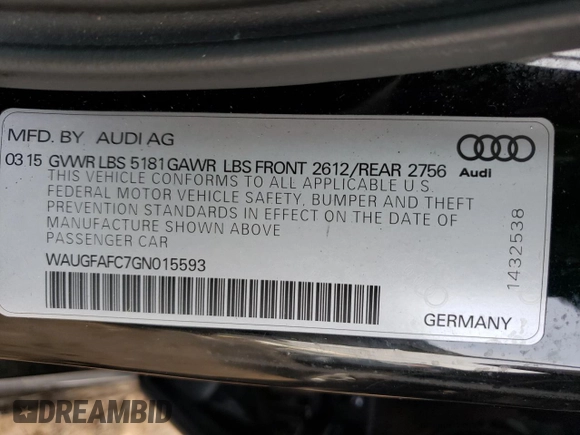 MFD. BY AUDI AG
03 15 GVWR LBS 5181 GAWR LBS FRONT 2612/REAR 2756
Audi
THIS VEHICLE CONFORMS TO ALL APPLICABLE U.S.
FEDERAL MOTOR VEHICLE SAFETY, BUMPER AND THEFT
PREVENTION STANDARDS IN EFFECT ON THE DATE OF
MANUFACTURE SHOWN ABOVE
PASSENGER CAR
WAUGFAFC7GN015593
1432538
GERMANY
DREAMBID